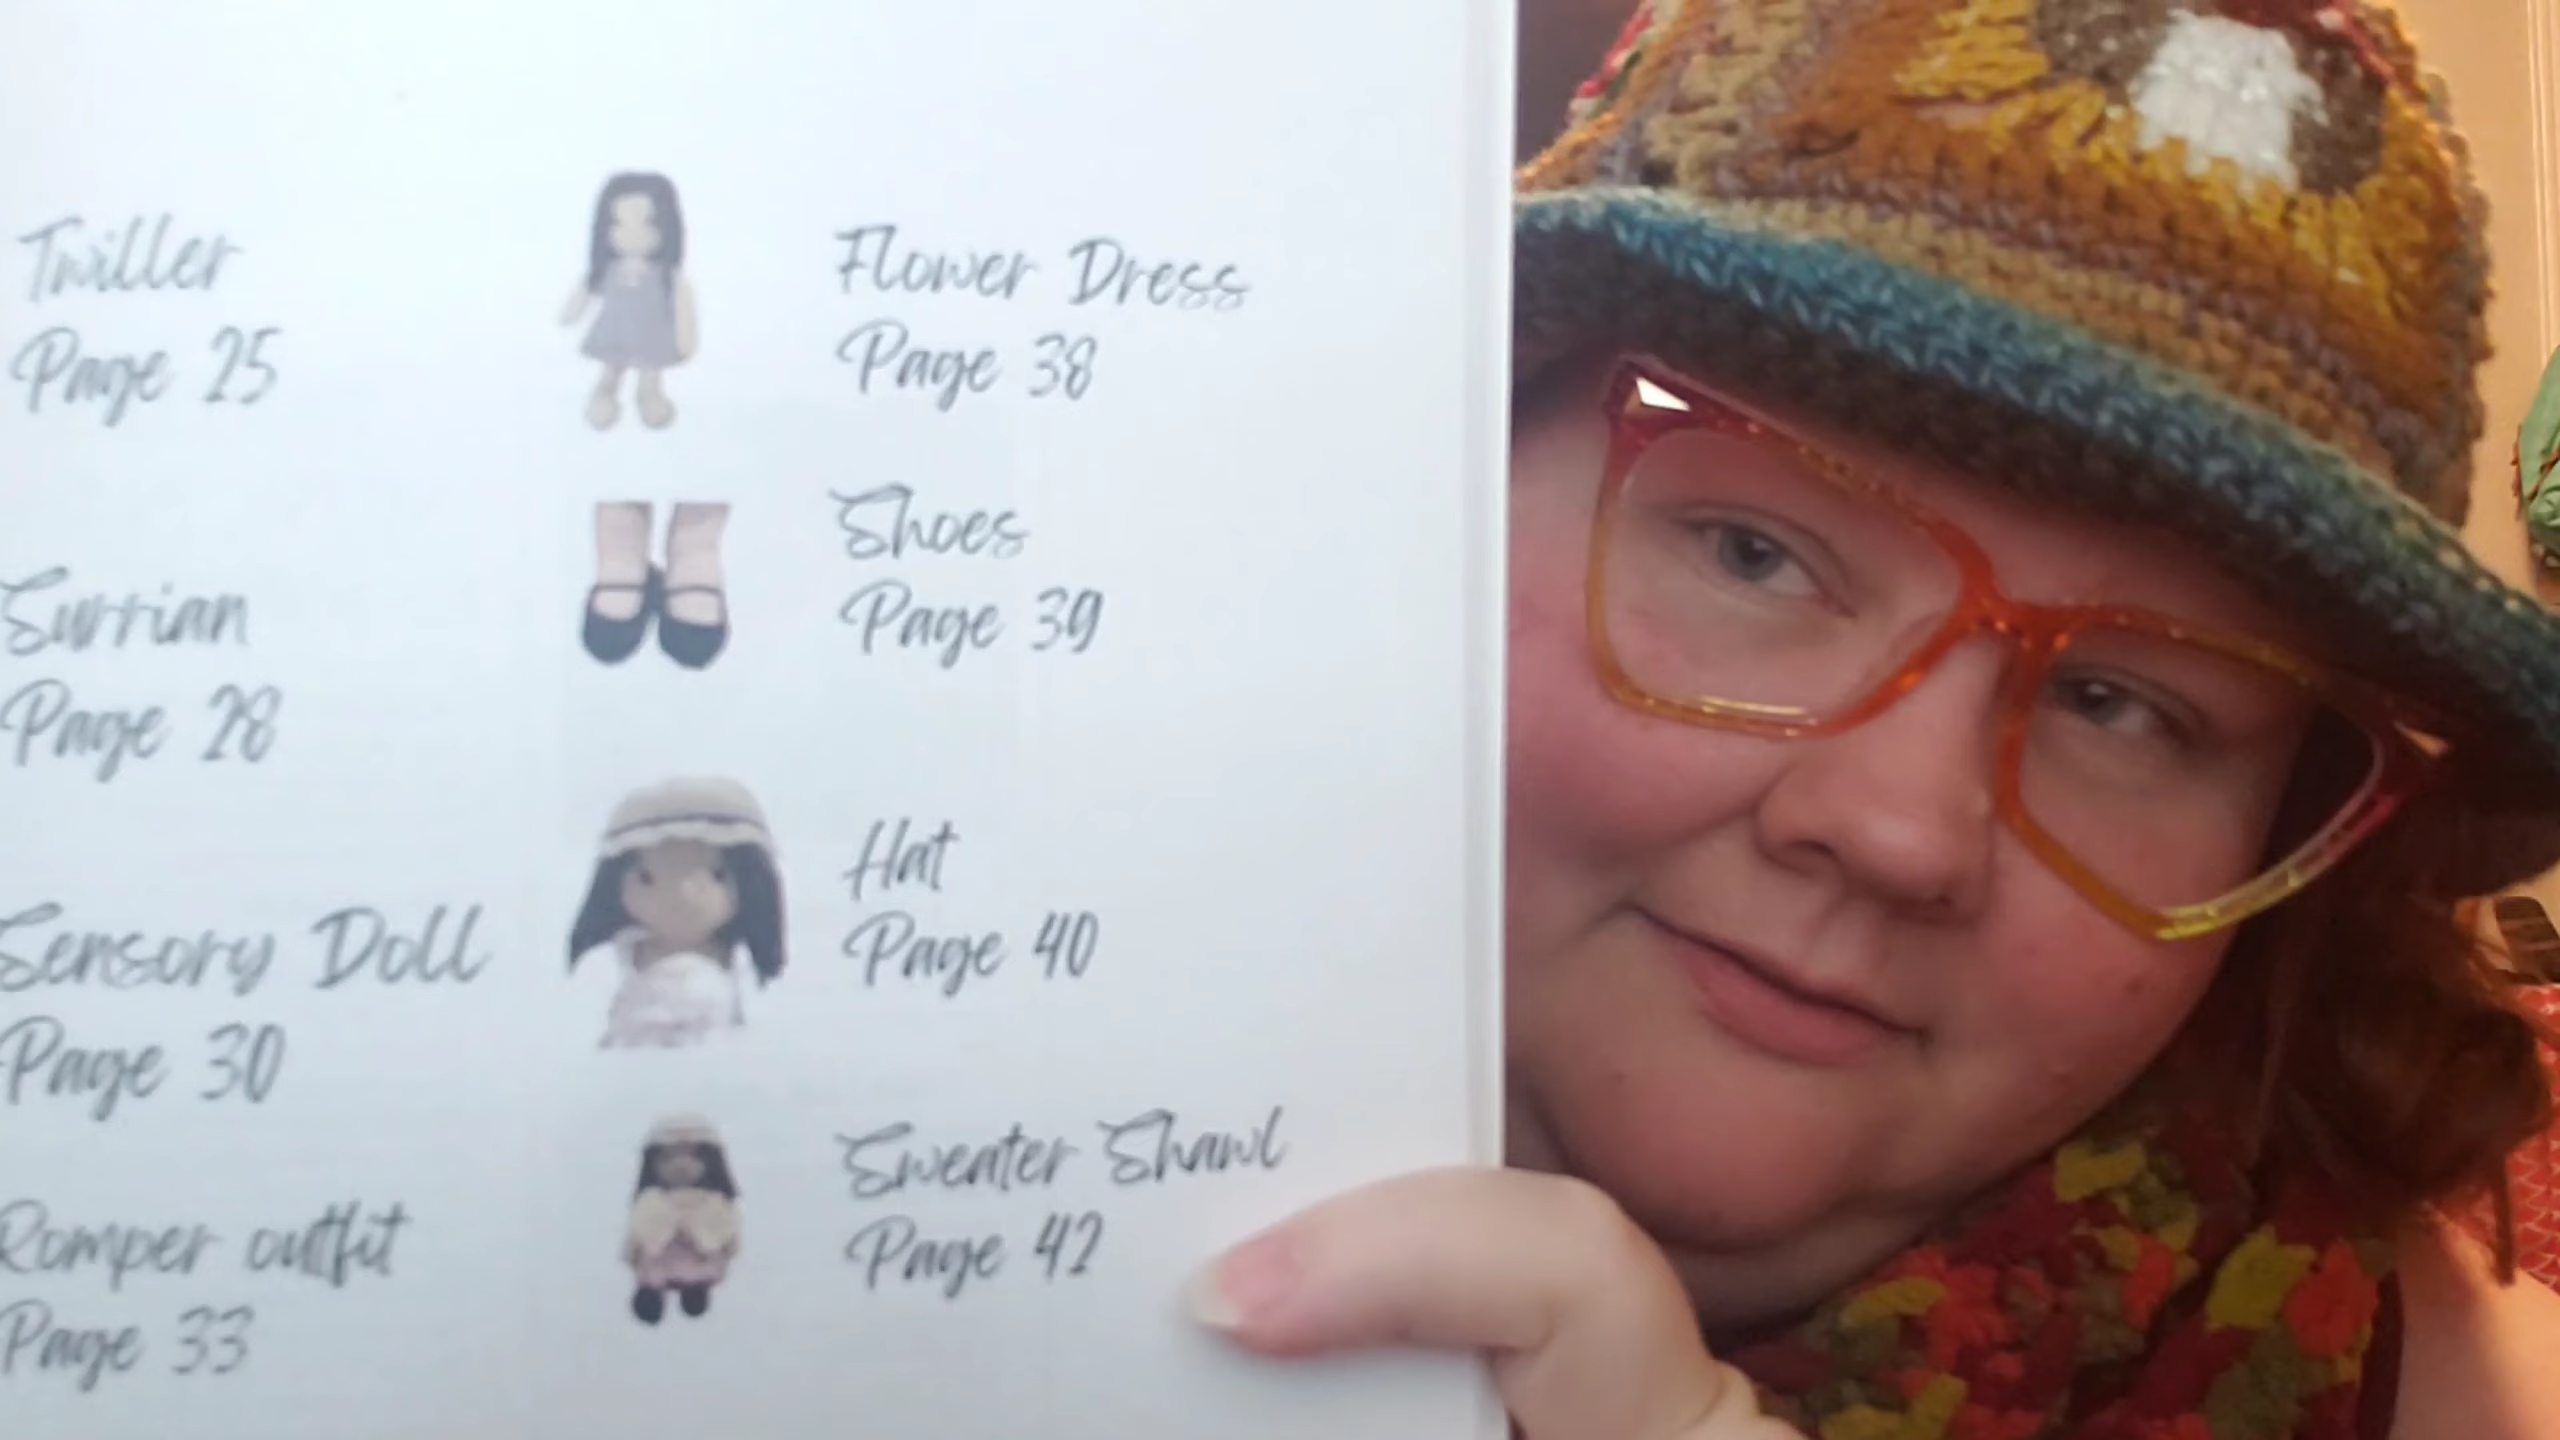 Twiller
Page 25
Surrian
Page 28
Sensory Doll
Page 30
Romper outfit
Page 33
Flower Dress
Page 38
Shoes
Page 39
Hat
Page 40
Sweater Shawl
Page 42